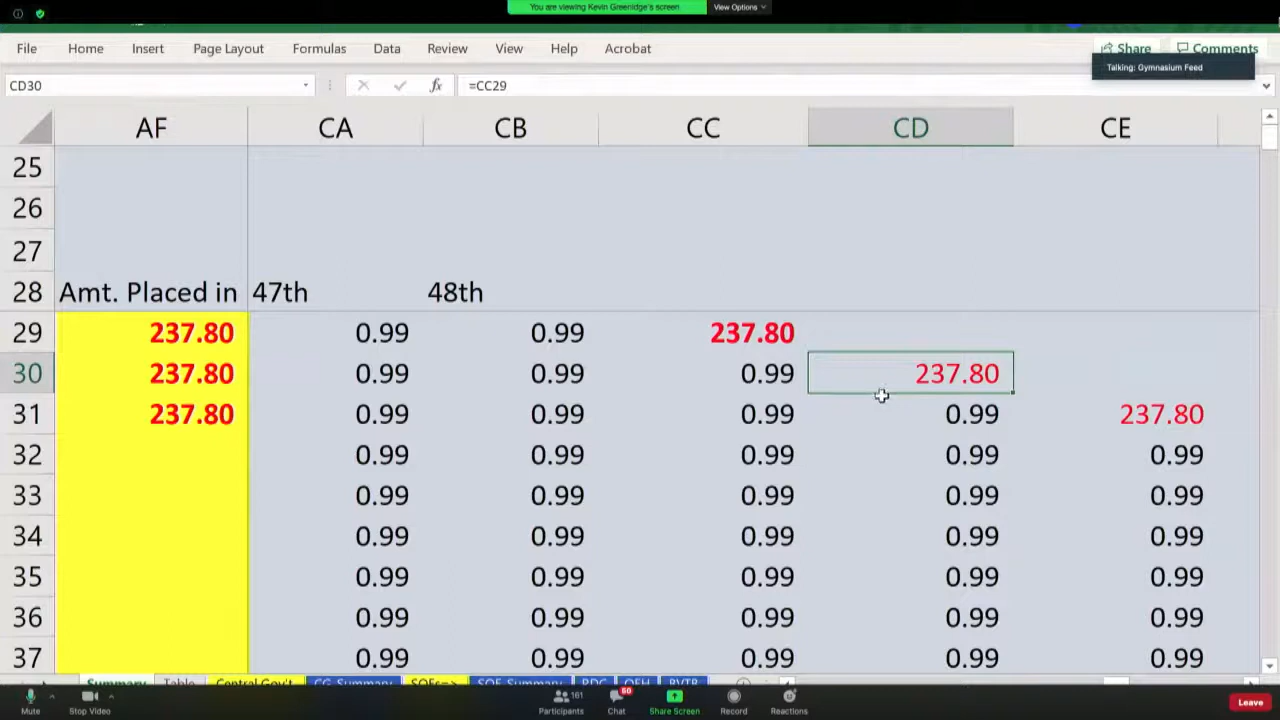 You are viewing Kevin Greenidge's screen View Options
File Home Insert Page Layout Formulas Data Review View Help Acrobat Share Comments
Talking: Gymnasium Feed
CD30 fx =CC29
AF CA CB CC CD CE
25
26
27
28 Amt. Placed in 47th 48th
29 237.80 0.99 0.99 237.80
30 237.80 0.99 0.99 0.99 237.80
31 237.80 0.99 0.99 0.99 0.99 237.80
32 0.99 0.99 0.99 0.99 0.99
33 0.99 0.99 0.99 0.99 0.99
34 0.99 0.99 0.99 0.99 0.99
35 0.99 0.99 0.99 0.99 0.99
36 0.99 0.99 0.99 0.99 0.99
37 0.99 0.99 0.99 0.99 0.99
Summary Table Central Gov't CG Summary SOEs=> SOE Summary
161 60
Mute Stop Video Participants Chat Share Screen Record Reactions Leave